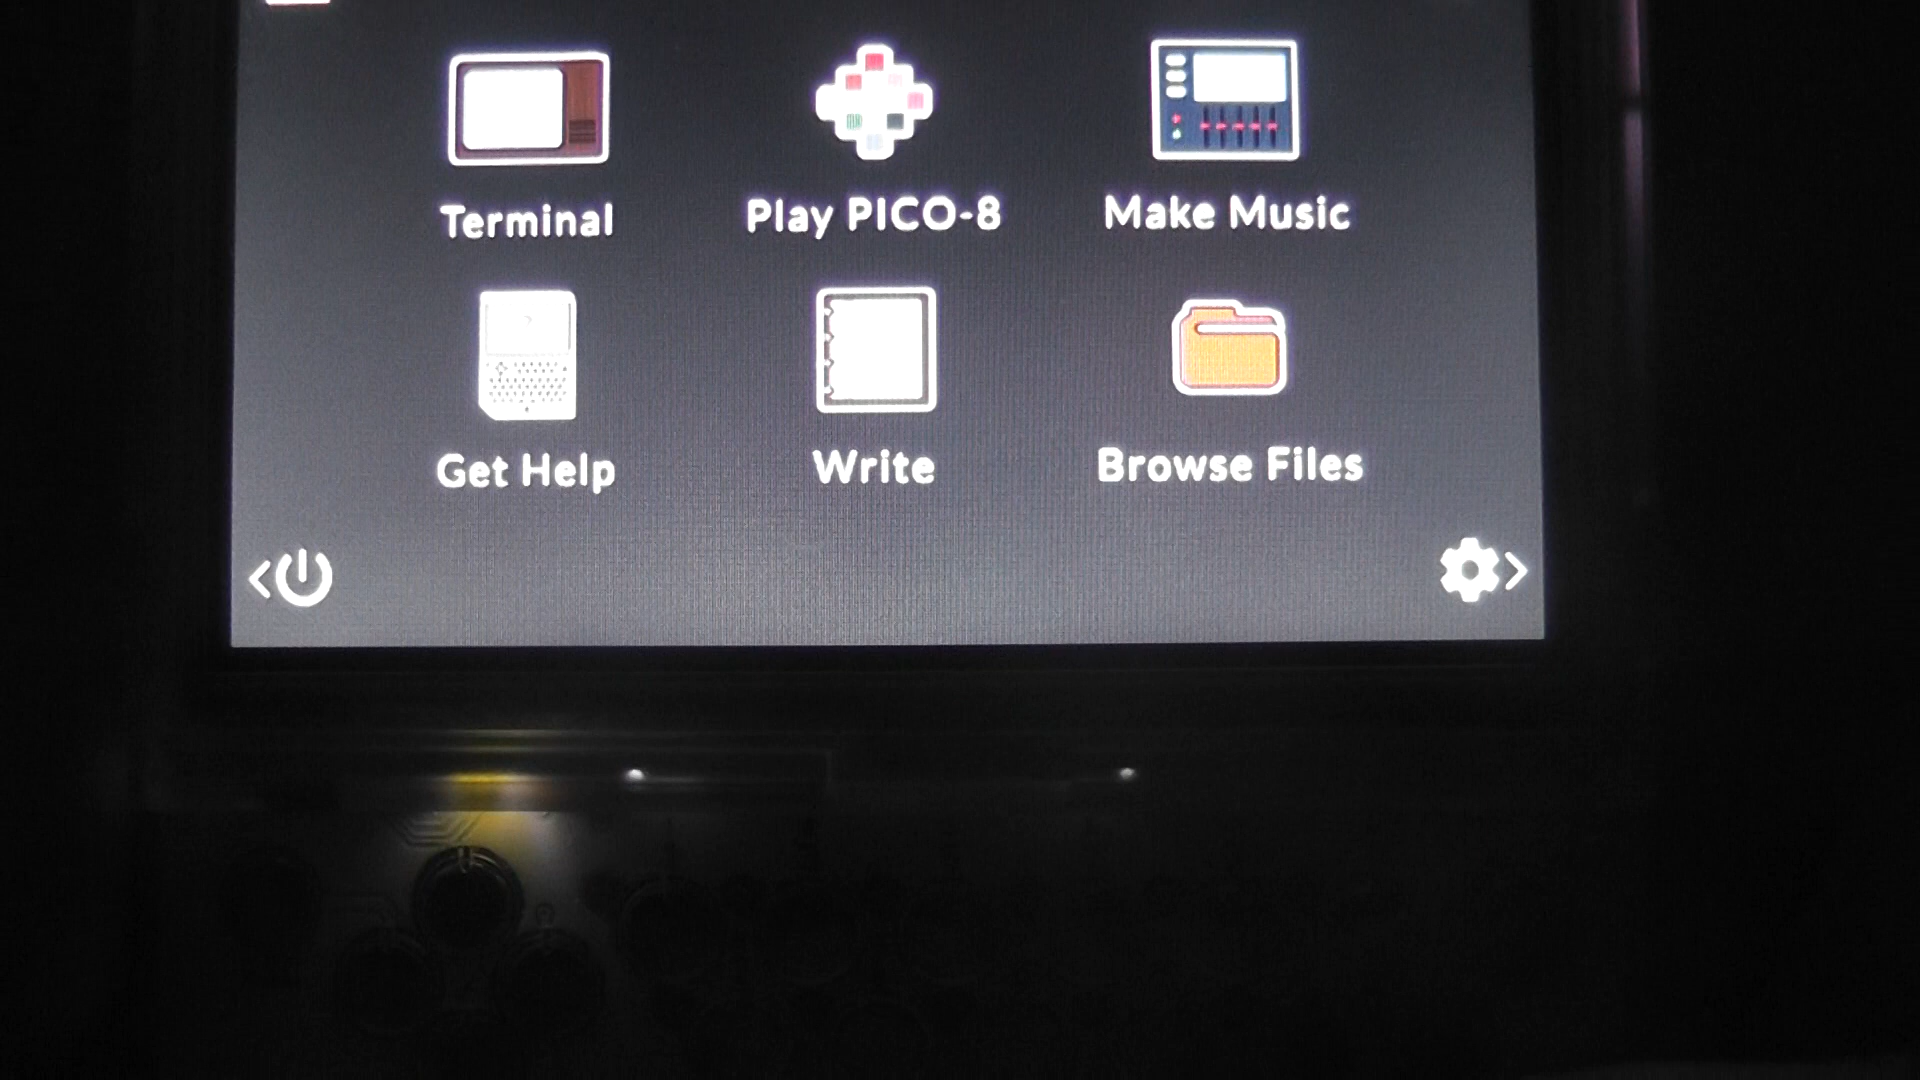 Terminal
Play PICO-8
Make Music
Get Help
Write
Browse Files